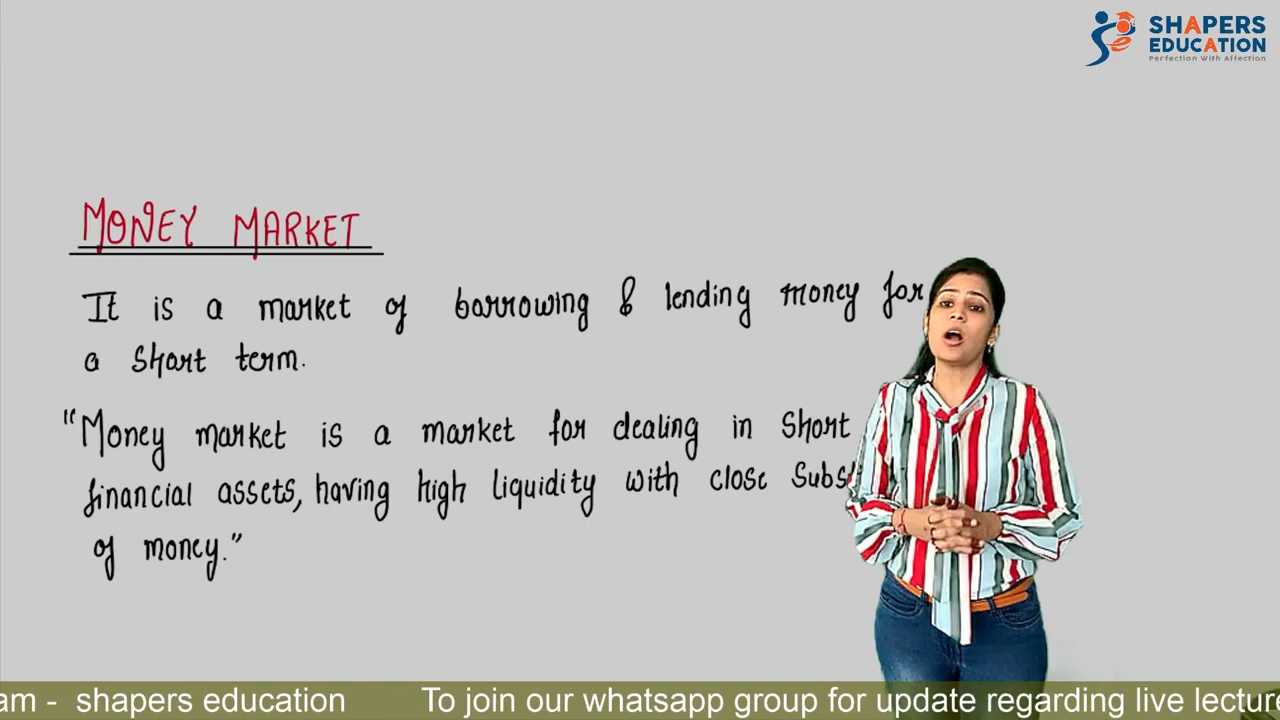 SHAPERS
EDUCATION
Perfection With Affection
MONEY MARKET
It is a market of borrowing & lending money for
a short term.
"Money market is a market for dealing in short
financial assets, having high liquidity with close
of money."
am - shapers education To join our whatsapp group for update regarding live